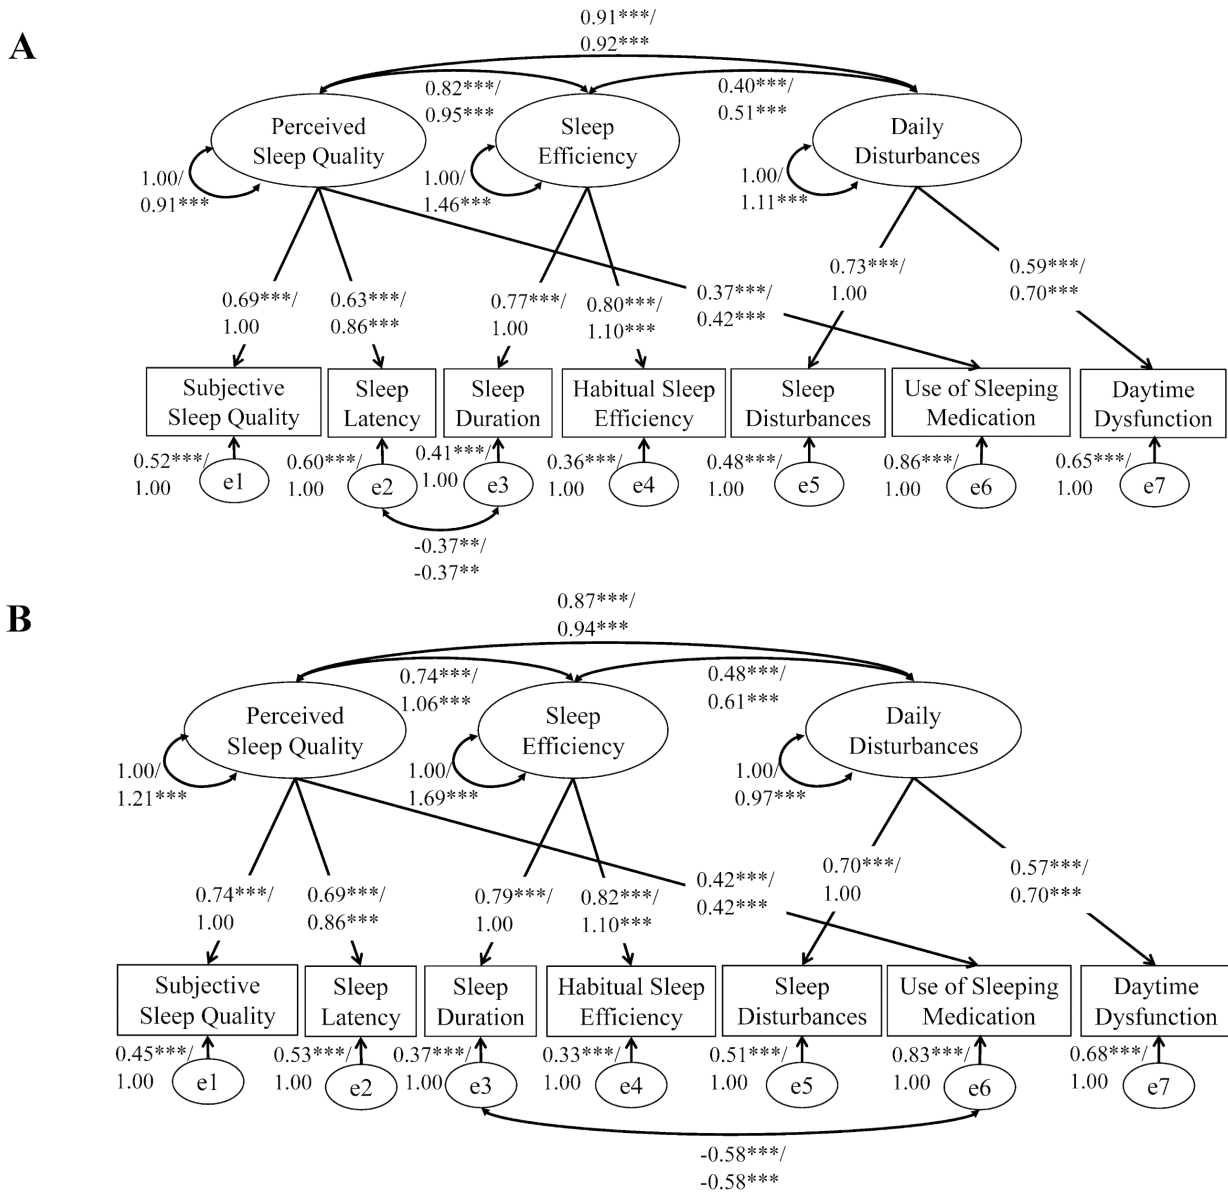 A
0.91***/
0.92***
0.82***/
0.95***
0.40***/
0.51***
Perceived
Sleep Quality
Sleep
Efficiency
Daily
Disturbances
1.00/
0.91***
1.00/
1.46***
1.00/
1.11***
0.69***/
1.00
0.63***/
0.86***
0.77***/
1.00
0.80***/
1.10***
0.37***/
0.42***
0.73***/
1.00
0.59***/
0.70***
Subjective
Sleep Quality
Sleep
Latency
Sleep
Duration
Habitual Sleep
Efficiency
Sleep
Disturbances
Use of Sleeping
Medication
Daytime
Dysfunction
0.52***/
1.00
e1
0.60***/
1.00
e2
0.41***/
1.00
e3
0.36***/
1.00
e4
0.48***/
1.00
e5
0.86***/
1.00
e6
0.65***/
1.00
e7
-0.37**/
-0.37**
B
0.87***/
0.94***
0.74***/
1.06***
0.48***/
0.61***
Perceived
Sleep Quality
Sleep
Efficiency
Daily
Disturbances
1.00/
1.21***
1.00/
1.69***
1.00/
0.97***
0.74***/
1.00
0.69***/
0.86***
0.79***/
1.00
0.82***/
1.10***
0.42***/
0.42***
0.70***/
1.00
0.57***/
0.70***
Subjective
Sleep Quality
Sleep
Latency
Sleep
Duration
Habitual Sleep
Efficiency
Sleep
Disturbances
Use of Sleeping
Medication
Daytime
Dysfunction
0.45***/
1.00
e1
0.53***/
1.00
e2
0.37***/
1.00
e3
0.33***/
1.00
e4
0.51***/
1.00
e5
0.83***/
1.00
e6
0.68***/
1.00
e7
-0.58***/
-0.58***